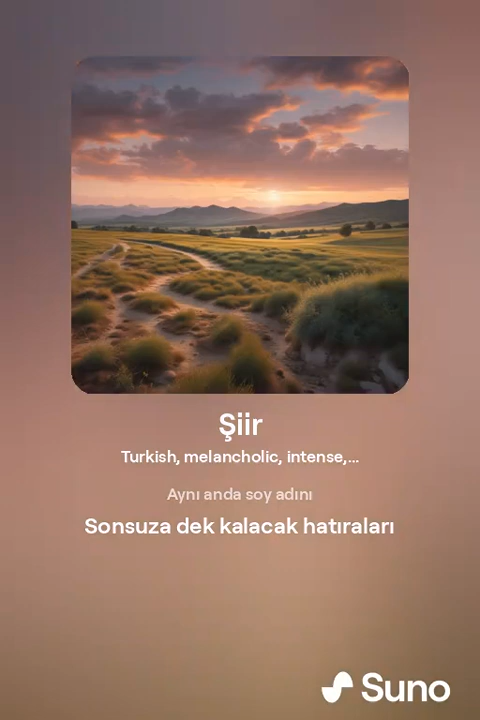 Şiir
Turkish, melancholic, intense,...
Aynı anda soy adını
Sonsuza dek kalacak hatıraları
Suno